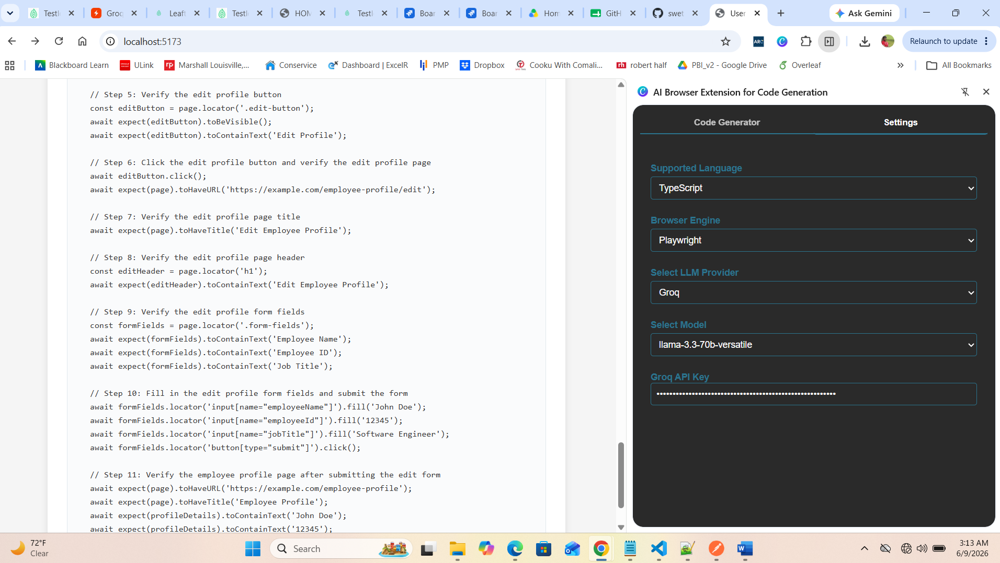 Testl
Groq
Leaft
Testl
HOM
Testl
Boar
Boar
Hom
GitH
swet
User
Ask Gemini
localhost:5173
ARC
Relaunch to update
Blackboard Learn
ULink
Marshall Louisville,...
Conservice
Dashboard | ExcelR
PMP
Dropbox
Cooku With Comali...
rh robert half
PBI_v2 - Google Drive
Overleaf
All Bookmarks
// Step 5: Verify the edit profile button
const editButton = page.locator('.edit-button');
await expect(editButton).toBeVisible();
await expect(editButton).toContainText('Edit Profile');
// Step 6: Click the edit profile button and verify the edit profile page
await editButton.click();
await expect(page).toHaveURL('https://example.com/employee-profile/edit');
// Step 7: Verify the edit profile page title
await expect(page).toHaveTitle('Edit Employee Profile');
// Step 8: Verify the edit profile page header
const editHeader = page.locator('h1');
await expect(editHeader).toContainText('Edit Employee Profile');
// Step 9: Verify the edit profile form fields
const formFields = page.locator('.form-fields');
await expect(formFields).toContainText('Employee Name');
await expect(formFields).toContainText('Employee ID');
await expect(formFields).toContainText('Job Title');
// Step 10: Fill in the edit profile form fields and submit the form
await formFields.locator('input[name="employeeName"]').fill('John Doe');
await formFields.locator('input[name="employeeId"]').fill('12345');
await formFields.locator('input[name="jobTitle"]').fill('Software Engineer');
await formFields.locator('button[type="submit"]').click();
// Step 11: Verify the employee profile page after submitting the edit form
await expect(page).toHaveURL('https://example.com/employee-profile');
await expect(page).toHaveTitle('Employee Profile');
await expect(profileDetails).toContainText('John Doe');
await expect(profileDetails).toContainText('12345');
AI Browser Extension for Code Generation
Code Generator
Settings
Supported Language
TypeScript
Browser Engine
Playwright
Select LLM Provider
Groq
Select Model
llama-3.3-70b-versatile
Groq API Key
72°F
Clear
Search
3:13 AM
6/9/2026